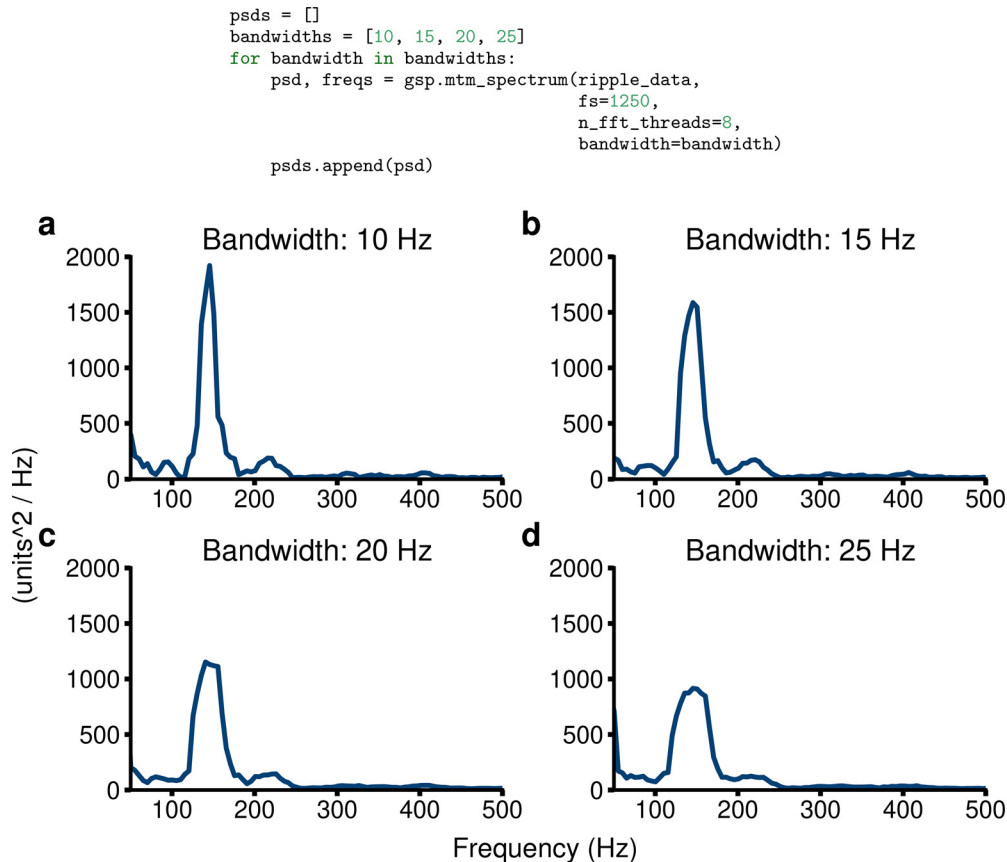 psds = []
bandwidths = [10, 15, 20, 25]
for bandwidth in bandwidths:
    psd, freqs = gsp.mtm_spectrum(ripple_data,
                                  fs=1250,
                                  n_fft_threads=8,
                                  bandwidth=bandwidth)
    psds.append(psd)
a
Bandwidth: 10 Hz
2000
1500
1000
500
0
100 200 300 400 500
b
Bandwidth: 15 Hz
2000
1500
1000
500
0
100 200 300 400 500
c
Bandwidth: 20 Hz
2000
1500
1000
500
0
100 200 300 400 500
d
Bandwidth: 25 Hz
2000
1500
1000
500
0
100 200 300 400 500
(units^2 / Hz)
Frequency (Hz)